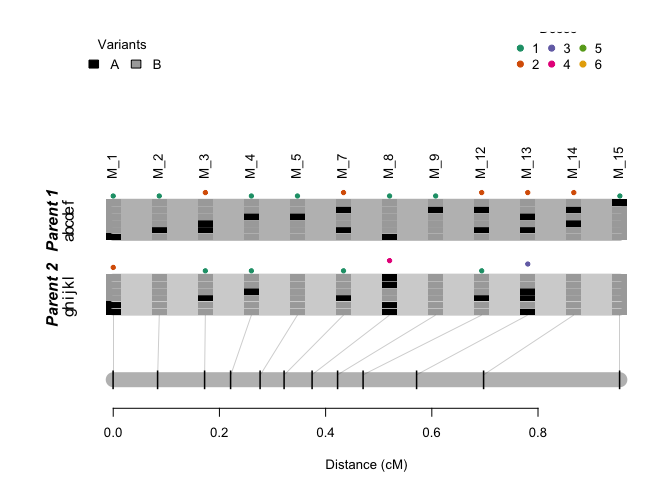 Variants
A B
1 3 5
2 4 6
M_1 M_2 M_3 M_4 M_5 M_7 M_8 M_9 M_12 M_13 M_14 M_15
Parent 1
abcdef
Parent 2
ghijkl
0.0 0.2 0.4 0.6 0.8
Distance (cM)